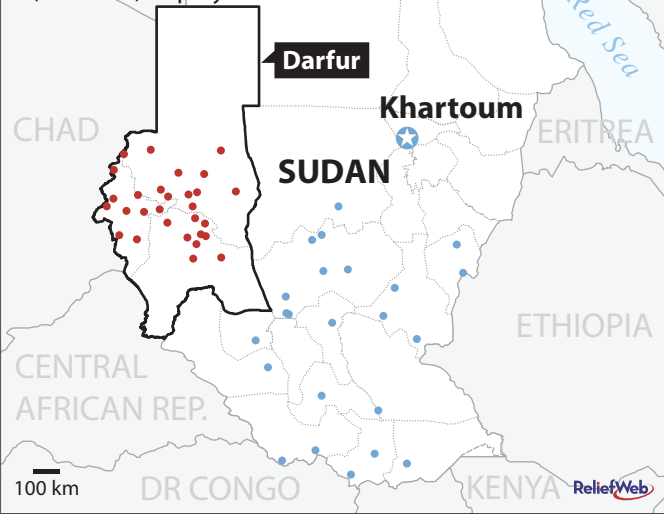 Red Sea
Darfur
Khartoum
CHAD
ERITREA
SUDAN
ETHIOPIA
CENTRAL
AFRICAN REP.
100 km
DR CONGO
KENYA
ReliefWeb